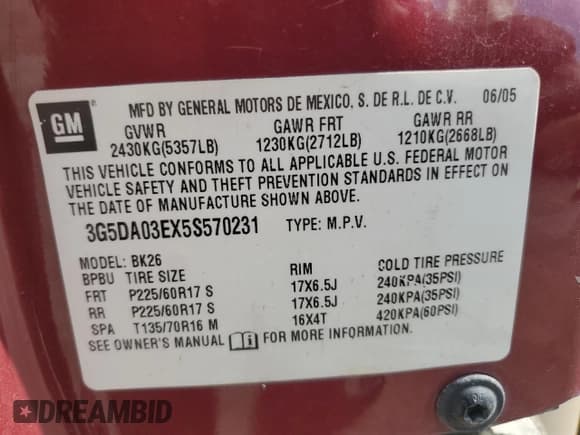 GM ® MFD BY GENERAL MOTORS DE MEXICO, S. DE R.L. DE C.V. 06/05
GVWR GAWR FRT GAWR RR
2430KG(5357LB) 1230KG(2712LB) 1210KG(2668LB)
THIS VEHICLE CONFORMS TO ALL APPLICABLE U.S. FEDERAL MOTOR
VEHICLE SAFETY AND THEFT PREVENTION STANDARDS IN EFFECT ON
THE DATE OF MANUFACTURE SHOWN ABOVE.
3G5DA03EX5S570231 TYPE: M.P.V.
MODEL: BK26
BPBU TIRE SIZE RIM COLD TIRE PRESSURE
FRT P225/60R17 S 17X6.5J 240KPA(35PSI)
RR P225/60R17 S 17X6.5J 240KPA(35PSI)
SPA T135/70R16 M 16X4T 420KPA(60PSI)
SEE OWNER'S MANUAL FOR MORE INFORMATION.
DREAMBID